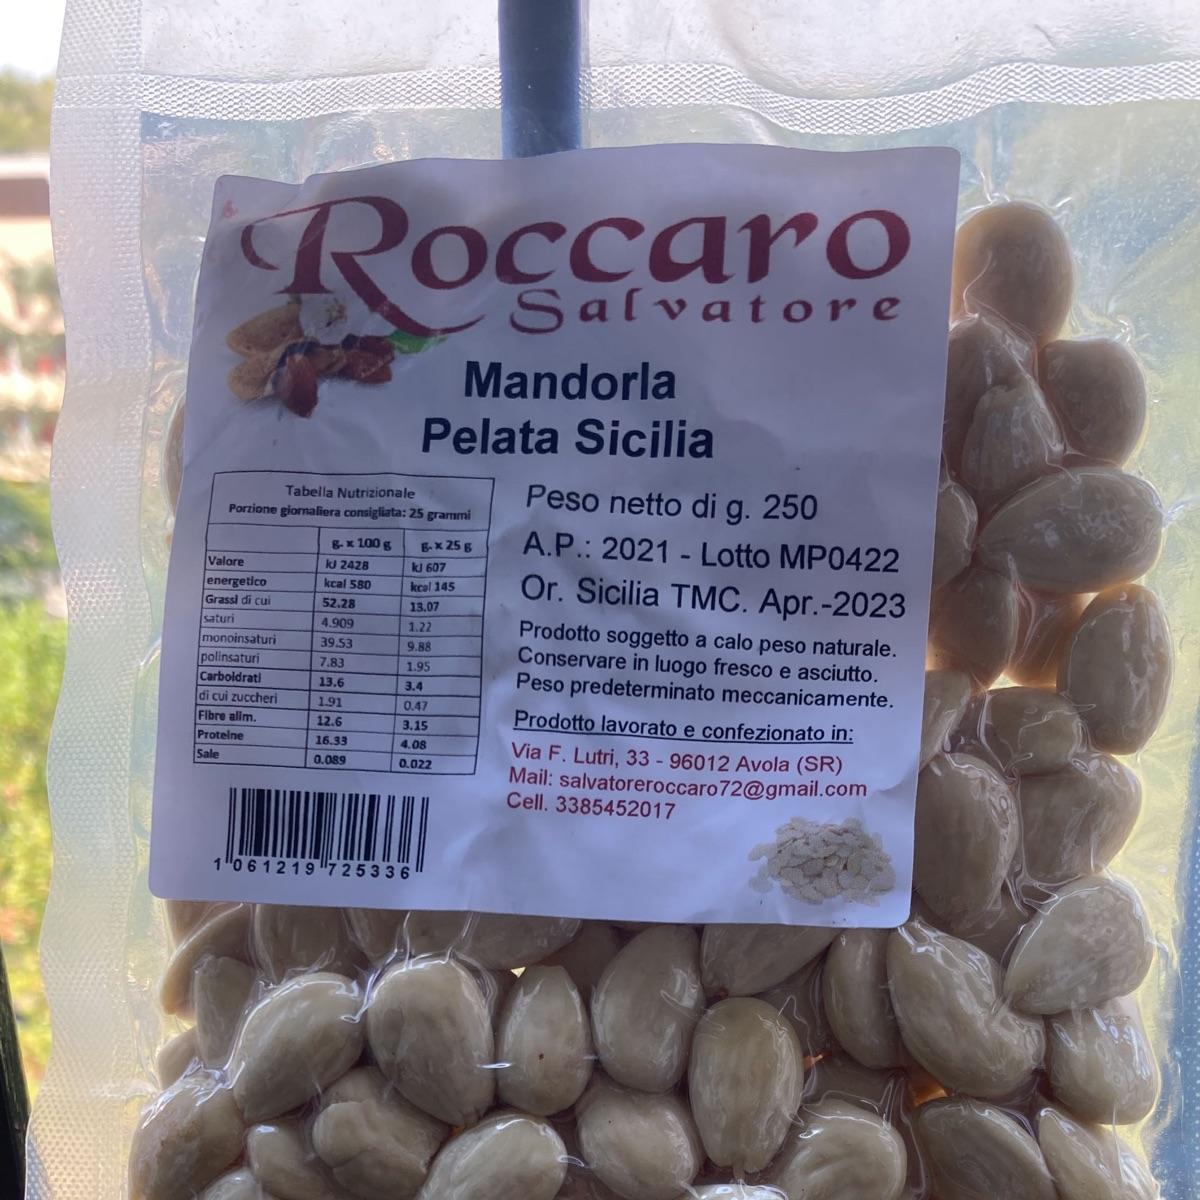 Roccaro
Salvatore
Mandorla
Pelata Sicilia
Tabella Nutrizionale
Porzione giornaliera consigliata: 25 grammi
g. x 100 g g. x 25 g
Valore kJ 2428 kJ 607
energetico kcal 580 kcal 145
Grassi di cui 52.28 13.07
saturi 4.909 1.22
monoinsaturi 39.53 9.88
polinsaturi 7.83 1.95
Carboidrati 13.6 3.4
di cui zuccheri 1.91 0.47
Fibre alim. 12.6 3.15
Proteine 16.33 4.08
Sale 0.089 0.022
1 061219 725336
Peso netto di g. 250
A.P.: 2021 - Lotto MP0422
Or. Sicilia TMC. Apr.-2023
Prodotto soggetto a calo peso naturale.
Conservare in luogo fresco e asciutto.
Peso predeterminato meccanicamente.
Prodotto lavorato e confezionato in:
Via F. Lutri, 33 - 96012 Avola (SR)
Mail: salvatoreroccaro72@gmail.com
Cell. 3385452017